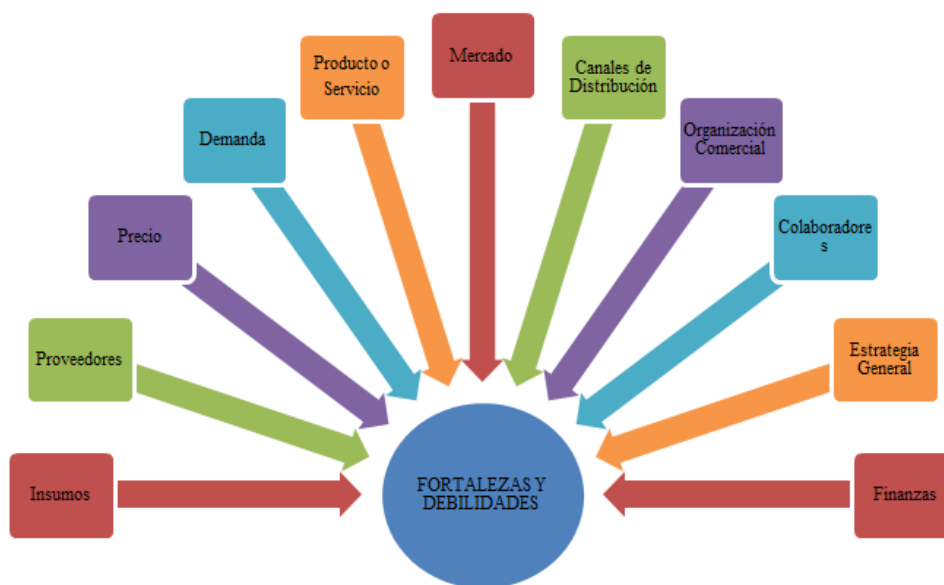 Mercado
Producto o
Servicio
Canales de
Distribución
Demanda
Organización
Comercial
Precio
Colaboradore
s
Proveedores
Estrategia
General
Insumos
FORTALEZAS Y
DEBILIDADES
Finanzas